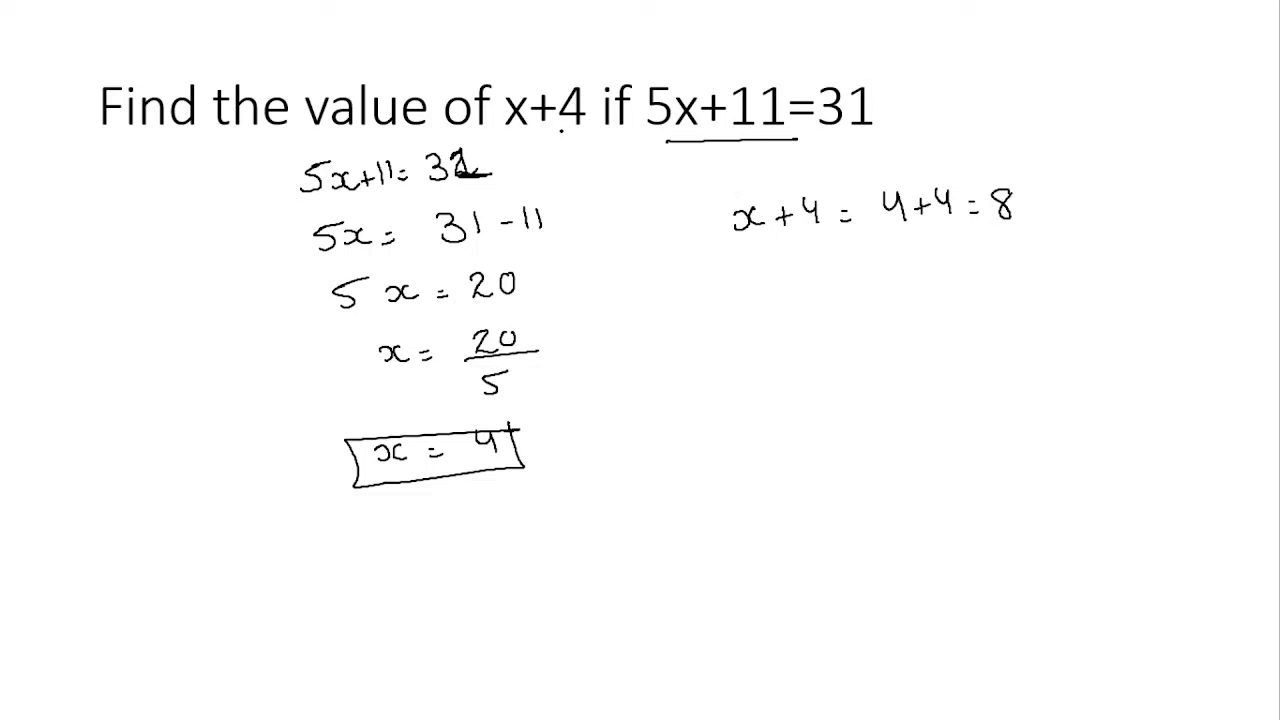 Find the value of x+4 if 5x+11=31
5x+11=31
5x = 31-11
5x = 20
x = 20/5
x = 4
x+4 = 4+4=8